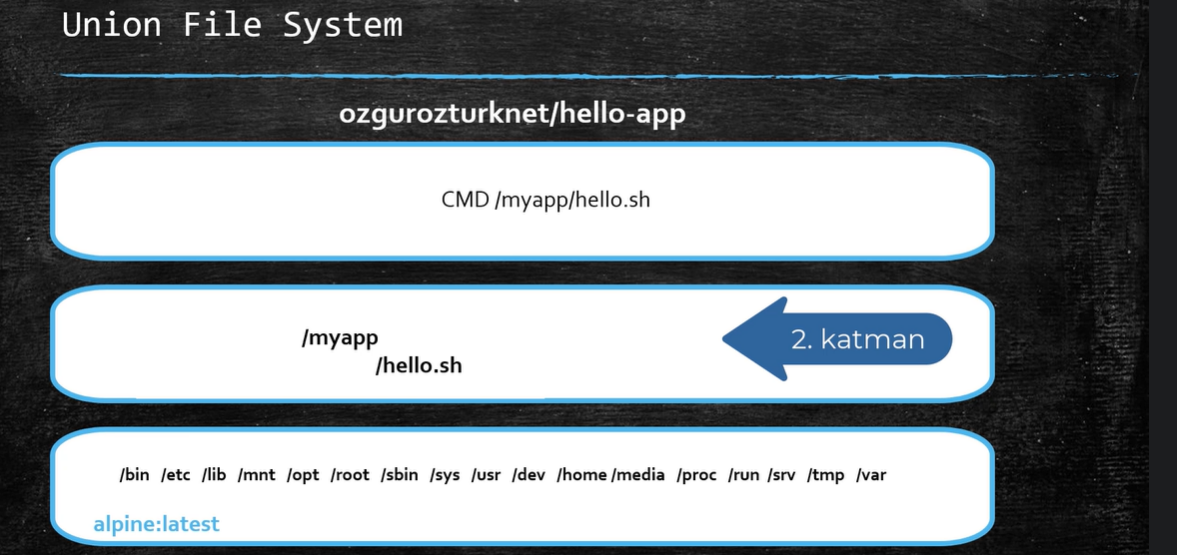 Union File System
ozgurozturknet/hello-app
CMD /myapp/hello.sh
/myapp
/hello.sh
2. katman
/bin /etc /lib /mnt /opt /root /sbin /sys /usr /dev /home /media /proc /run /srv /tmp /var
alpine:latest